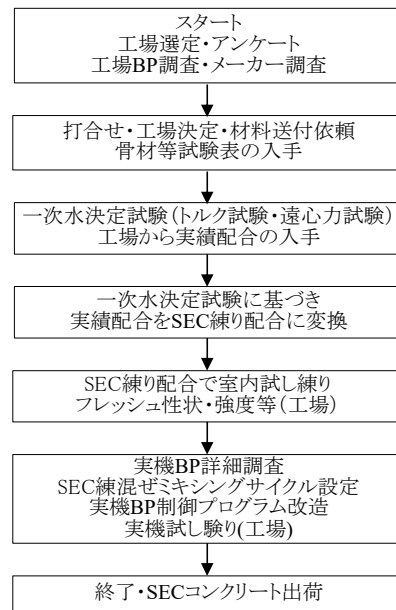 スタート
工場選定・アンケート
工場BP調査・メーカー調査
打合せ・工場決定・材料送付依頼
骨材等試験表の入手
一次水決定試験（トルク試験・遠心力試験）
工場から実績配合の入手
一次水決定試験に基づき
実績配合をSEC練り配合に変換
SEC練り配合で室内試し練り
フレッシュ性状・強度等（工場）
実機BP詳細調査
SEC練混ぜミキシングサイクル設定
実機BP制御プログラム改造
実機試し験り(工場)
終了・SECコンクリート出荷